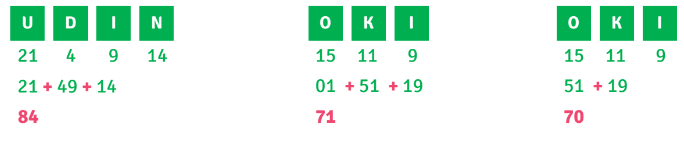 U D I N
21 4 9 14
21 + 49 + 14
84
O K I
15 11 9
01 + 51 + 19
71
O K I
15 11 9
51 + 19
70